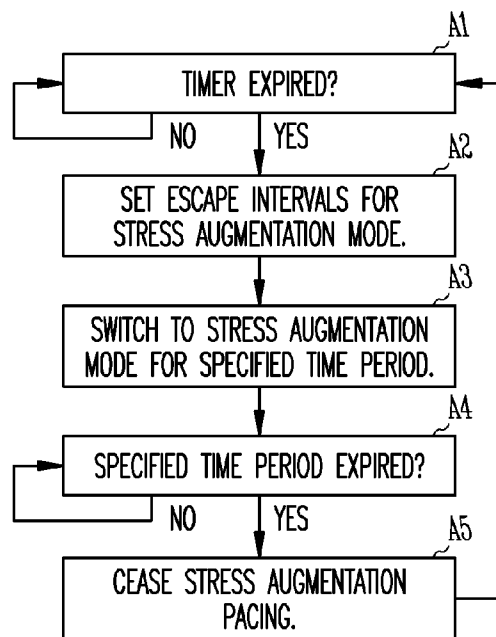 A1
TIMER EXPIRED?
NO YES
A2
SET ESCAPE INTERVALS FOR
STRESS AUGMENTATION MODE.
A3
SWITCH TO STRESS AUGMENTATION
MODE FOR SPECIFIED TIME PERIOD.
A4
SPECIFIED TIME PERIOD EXPIRED?
NO YES
A5
CEASE STRESS AUGMENTATION
PACING.